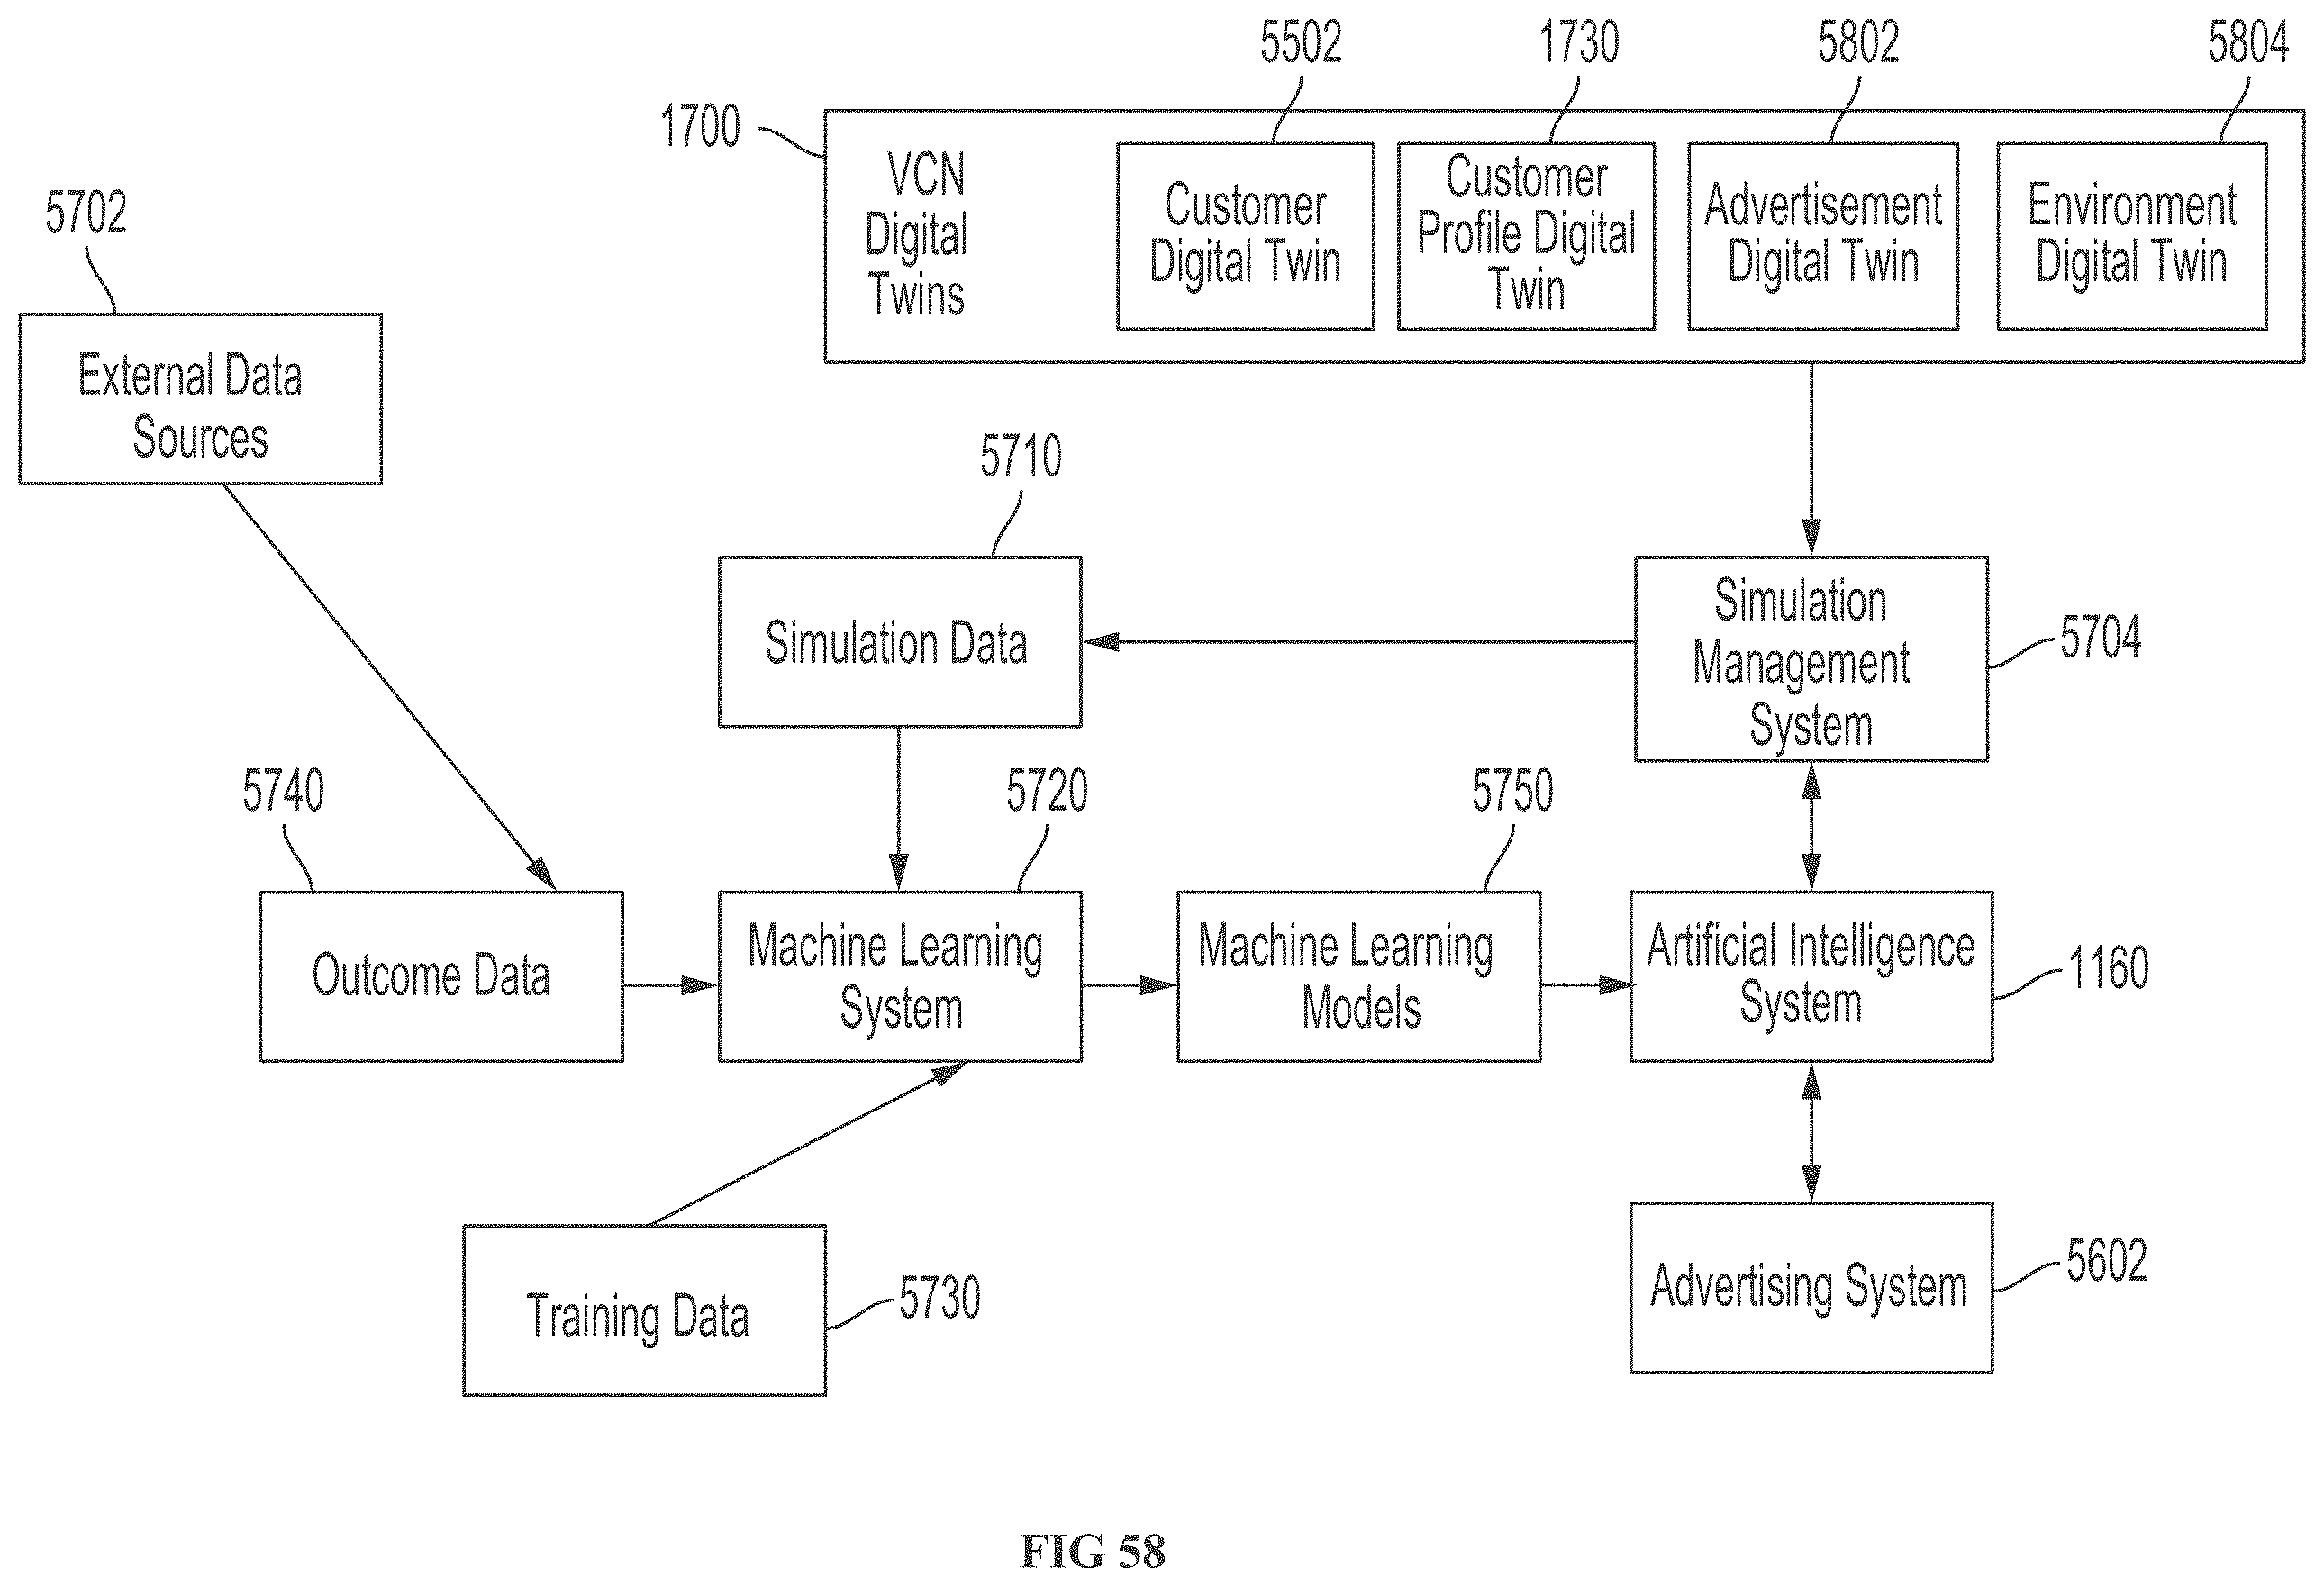 5502
1730
5802
5804
1700
VCN
Digital
Twins
Customer
Digital Twin
Customer
Profile Digital
Twin
Advertisement
Digital Twin
Environment
Digital Twin
5702
External Data
Sources
5710
Simulation Data
Simulation
Management
System
5704
5740
Outcome Data
5720
Machine Learning
System
5750
Machine Learning
Models
Artificial Intelligence
System
1160
Training Data
5730
Advertising System
5602
FIG 58